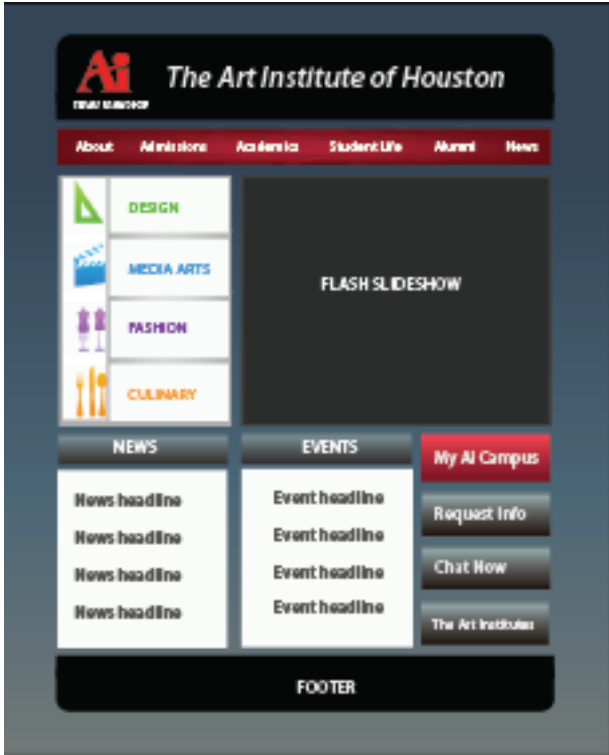 Ai
The Art Institute of Houston
About Admissions Academics Student Life Alumni News
DESIGN
MEDIA ARTS
FASHION
CULINARY
FLASH SLIDESHOW
NEWS
News headline
News headline
News headline
News headline
EVENTS
Event headline
Event headline
Event headline
Event headline
My Ai Campus
Request Info
Chat Now
The Art Institutes
FOOTER